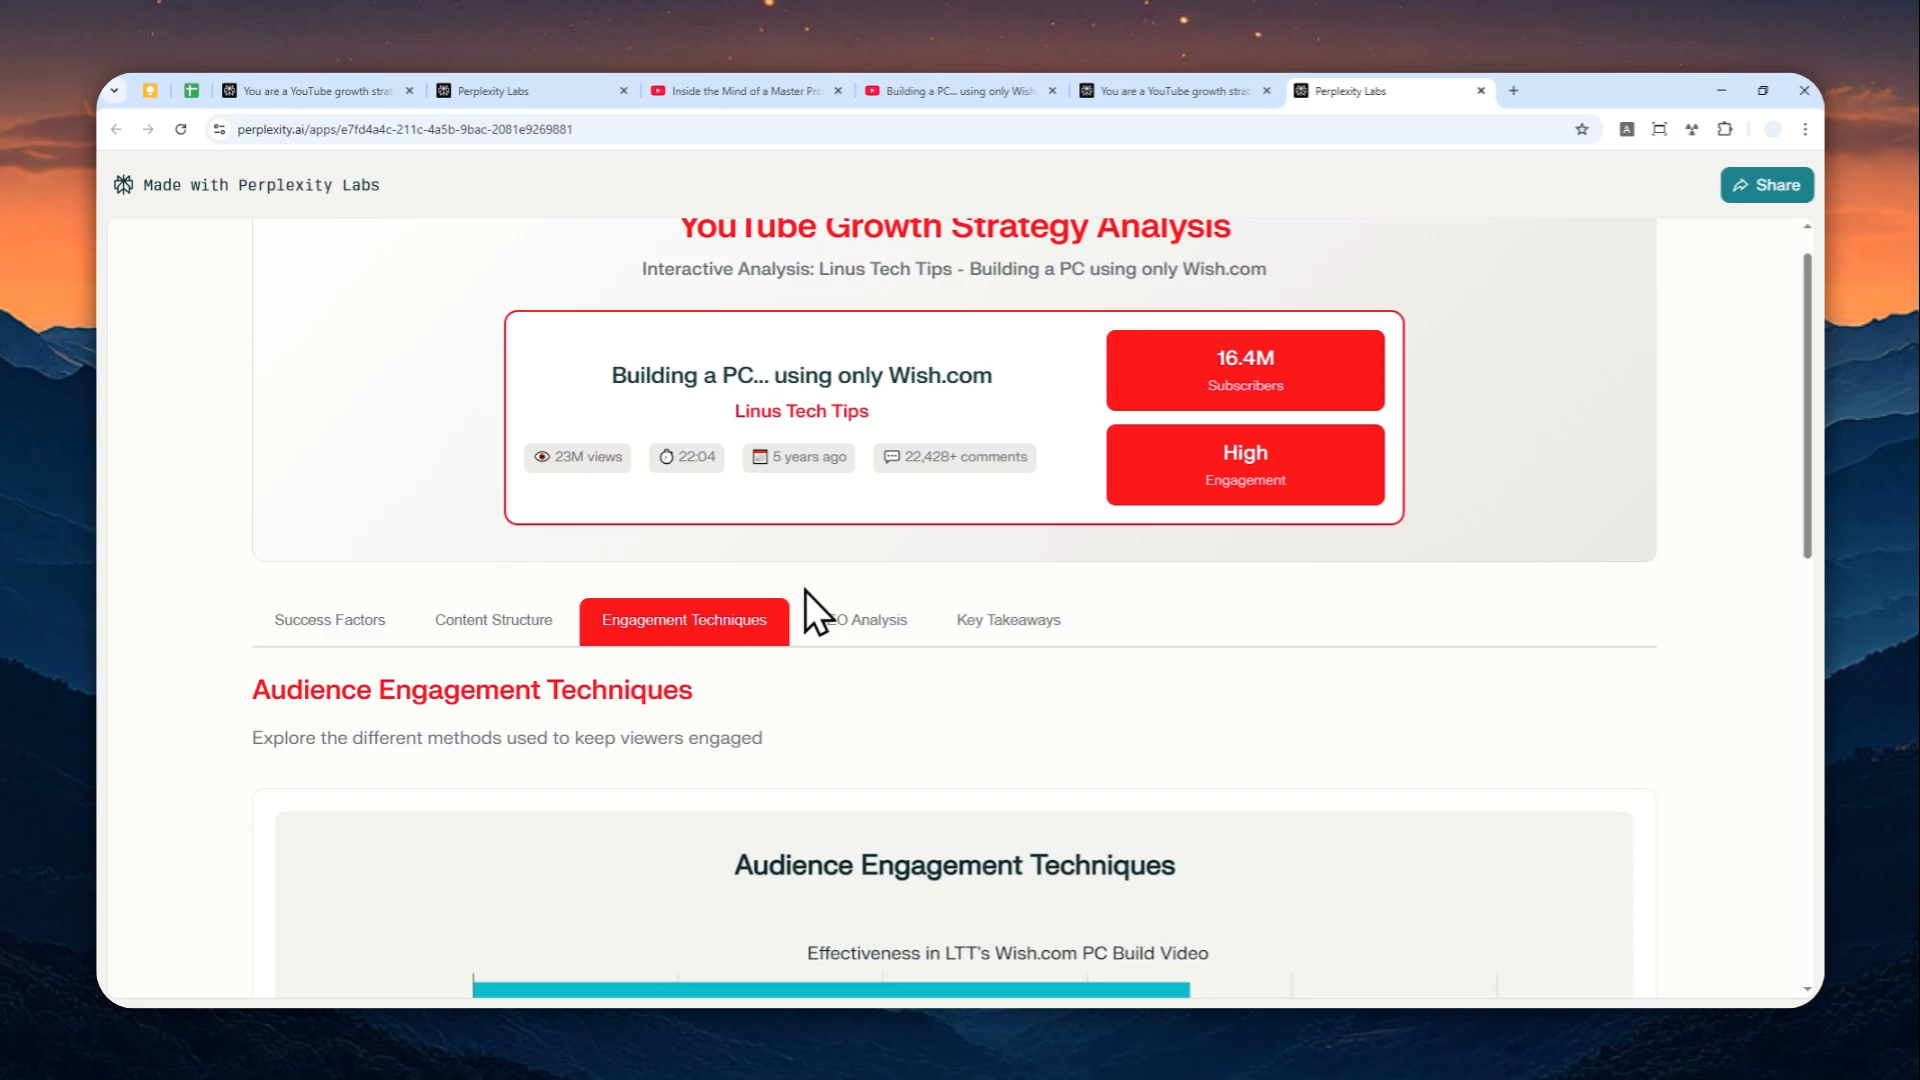 You are a YouTube growth strat
Perplexity Labs
Inside the Mind of a Master Pro
Building a PC... using only Wish
You are a YouTube growth strat
Perplexity Labs
perplexity.ai/apps/e7fd4a4c-211c-4a5b-9bac-2081e9269881
A
Made with Perplexity Labs
Share
YouTube Growth Strategy Analysis
Interactive Analysis: Linus Tech Tips - Building a PC using only Wish.com
Building a PC... using only Wish.com
Linus Tech Tips
23M views
22:04
5 years ago
22,428+ comments
16.4M
Subscribers
High
Engagement
Success Factors
Content Structure
Engagement Techniques
EO Analysis
Key Takeaways
Audience Engagement Techniques
Explore the different methods used to keep viewers engaged
Audience Engagement Techniques
Effectiveness in LTT's Wish.com PC Build Video